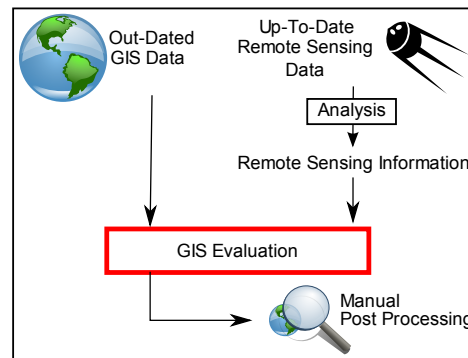 Out-Dated
GIS Data
Up-To-Date
Remote Sensing
Data
Analysis
Remote Sensing Information
GIS Evaluation
Manual
Post Processing